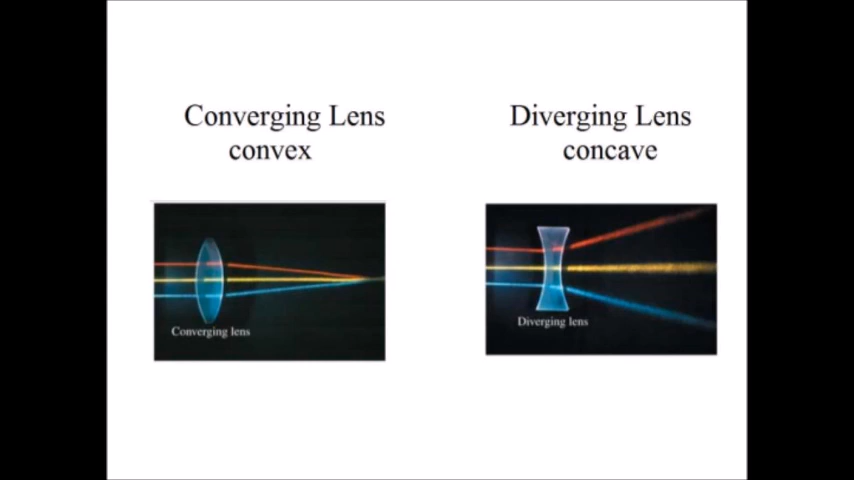 Converging Lens
convex
Diverging Lens
concave
Converging lens
Diverging lens